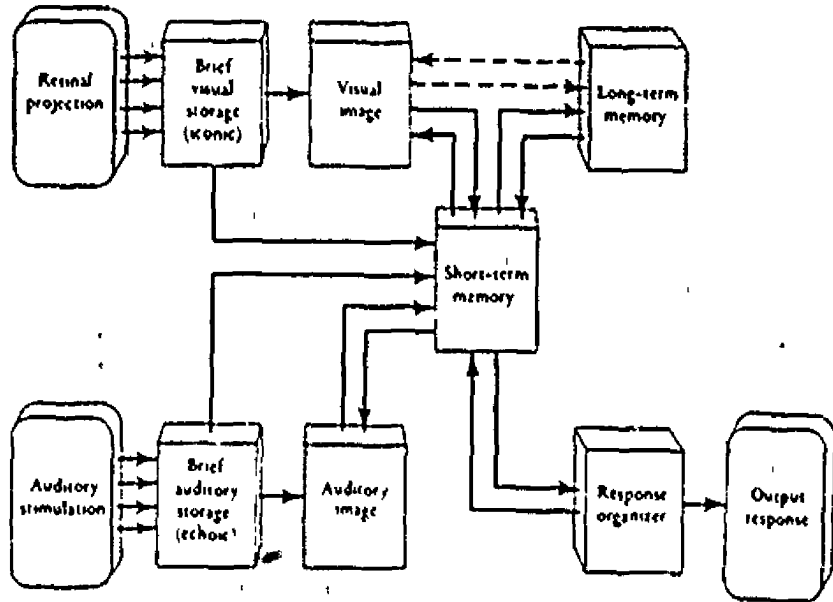 Retinal
projection
Brief
visual
storage
(iconic)
Visual
image
Long-term
memory
Short-term
memory
Auditory
stimulation
Brief
auditory
storage
(echoic)
Auditory
image
Response
organizer
Output
response